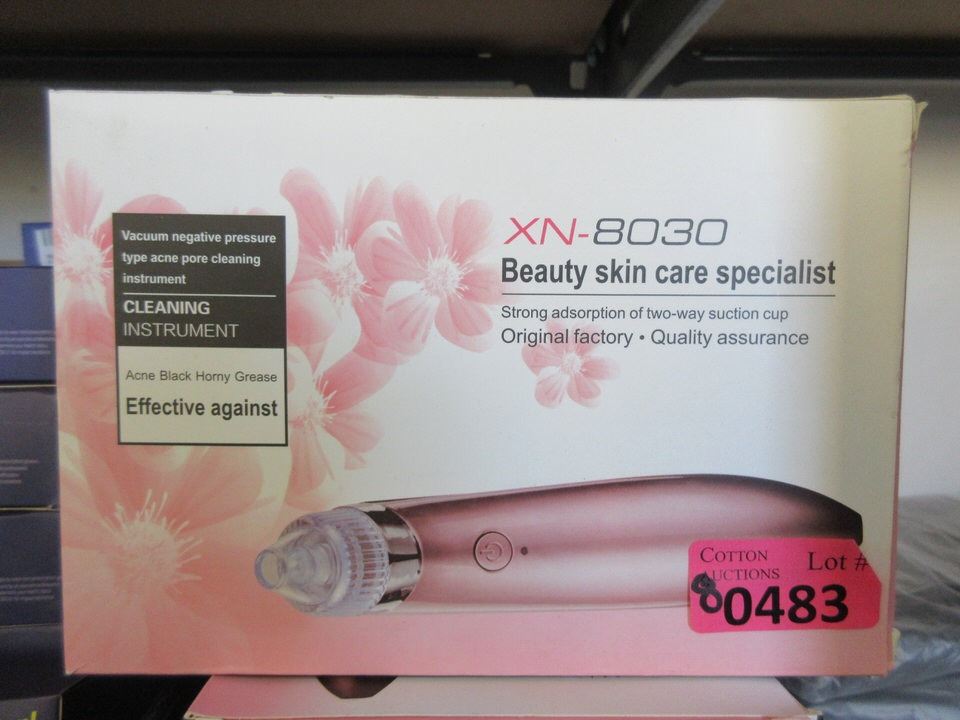 Vacuum negative pressure
type acne pore cleaning
instrument
CLEANING
INSTRUMENT
Acne Black Horny Grease
Effective against
XN-8030
Beauty skin care specialist
Strong adsorption of two-way suction cup
Original factory • Quality assurance
COTTON
AUCTIONS
Lot #
80483